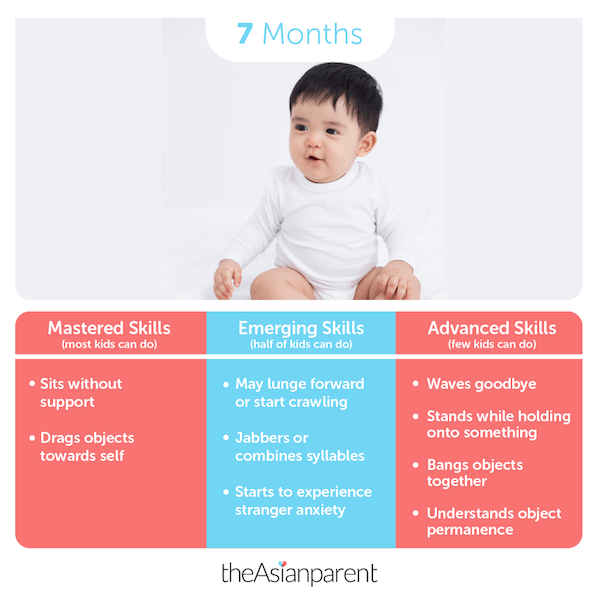 7 Months
Mastered Skills
(most kids can do)
• Sits without
support
• Drags objects
towards self
Emerging Skills
(half of kids can do)
• May lunge forward
or start crawling
• Jabbers or
combines syllables
• Starts to experience
stranger anxiety
Advanced Skills
(few kids can do)
• Waves goodbye
• Stands while holding
onto something
• Bangs objects
together
• Understands object
permanence
theAsianparent